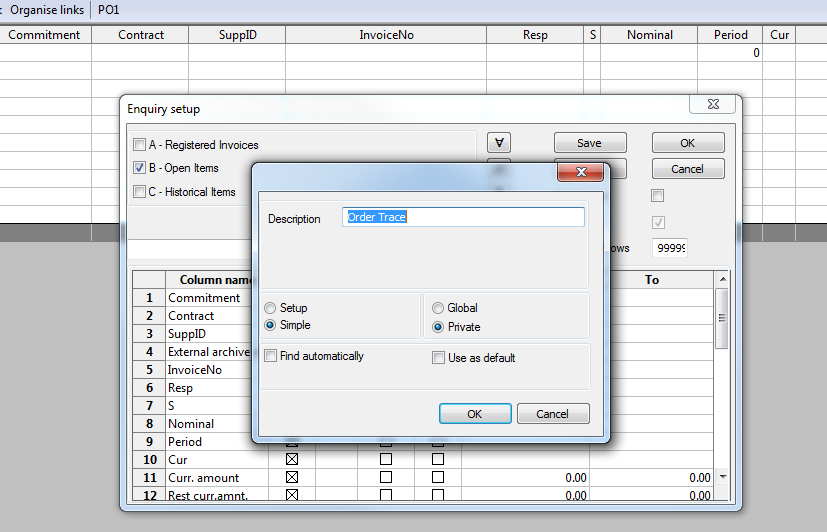 Organise links PO1
Commitment Contract SuppID InvoiceNo Resp S Nominal Period Cur
0
Enquiry setup
A - Registered Invoices
∀ Save OK
B - Open Items
Cancel
C - Historical Items
Description Order Trace
99999
Column name To
1 Commitment
2 Contract
3 SuppID
4 External archive
5 InvoiceNo
6 Resp
7 S
8 Nominal
9 Period
10 Cur
11 Curr. amount 0.00 0.00
12 Rest curr.amnt. 0.00 0.00
Setup Global
Simple Private
Find automatically Use as default
OK Cancel